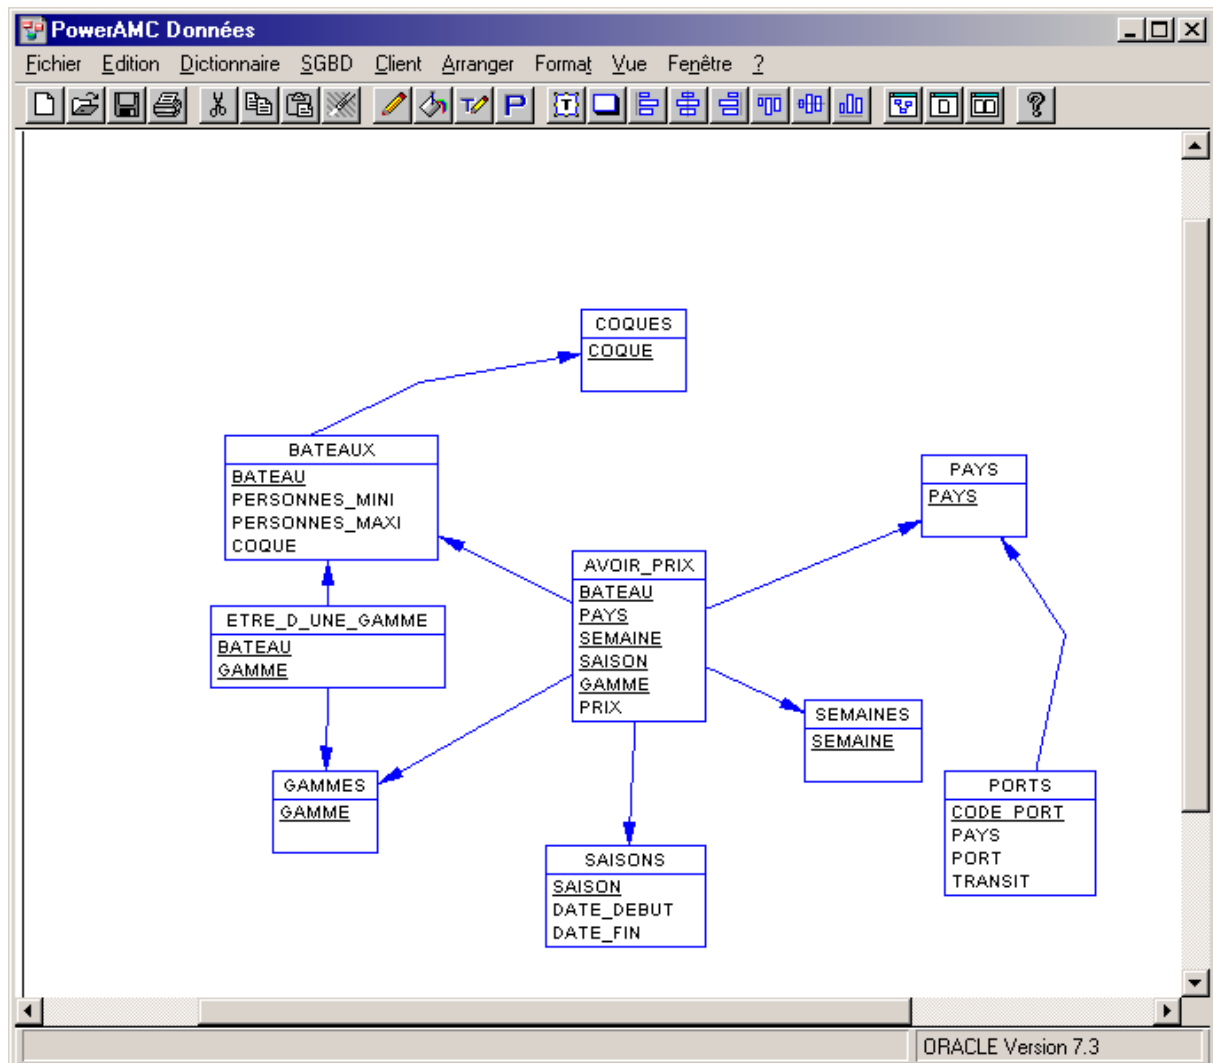 PowerAMC Données
Fichier Edition Dictionnaire SGBD Client Arranger Format Vue Fenêtre ?
T P T ?
COQUES
COQUE
BATEAUX
BATEAU
PERSONNES_MINI
PERSONNES_MAXI
COQUE
PAYS
PAYS
AVOIR_PRIX
BATEAU
PAYS
SEMAINE
SAISON
GAMME
PRIX
ETRE_D_UNE_GAMME
BATEAU
GAMME
SEMAINES
SEMAINE
GAMMES
GAMME
PORTS
CODE_PORT
PAYS
PORT
TRANSIT
SAISONS
SAISON
DATE_DEBUT
DATE_FIN
ORACLE Version 7.3